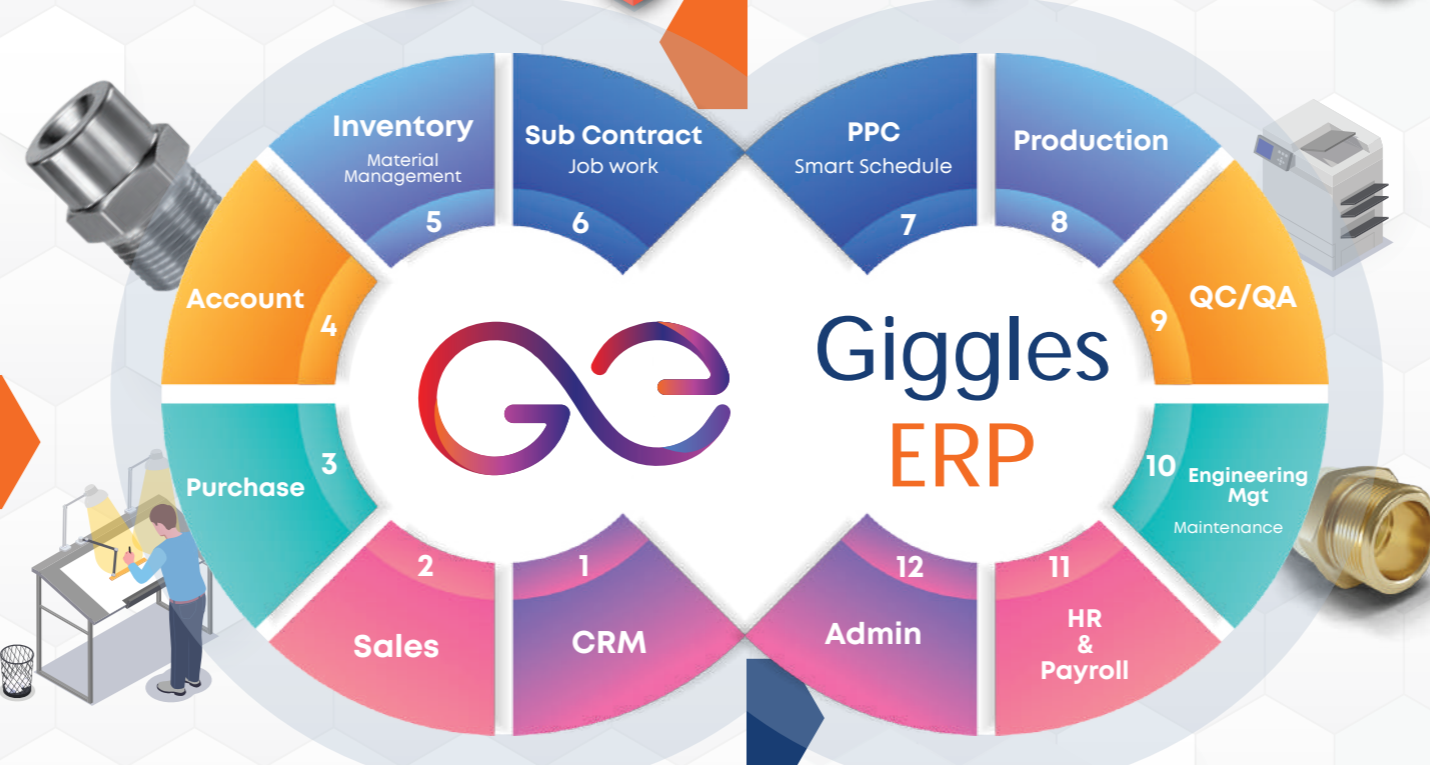 Inventory
Material
Management
5
Sub Contract
Job work
6
PPC
Smart Schedule
7
Production
8
Account
4
QC/QA
9
Giggles
ERP
Purchase
3
10
Engineering
Mgt
Maintenance
2
Sales
1
CRM
12
Admin
11
HR
&
Payroll